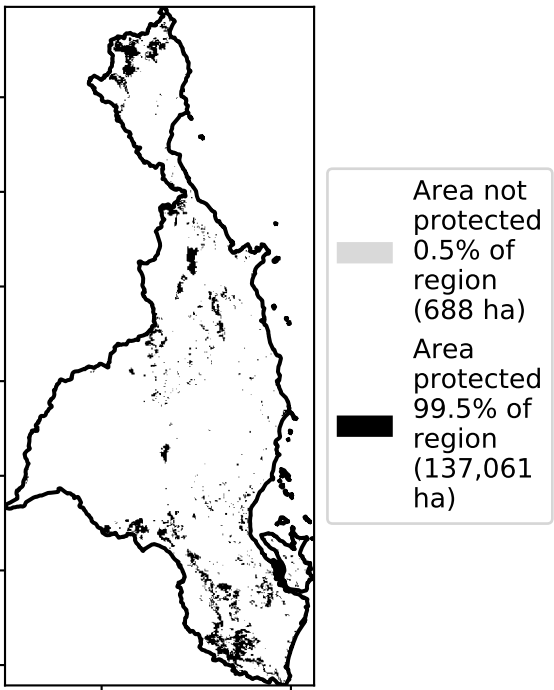 Area not
protected
0.5% of
region
(688 ha)
Area
protected
99.5% of
region
(137,061
ha)